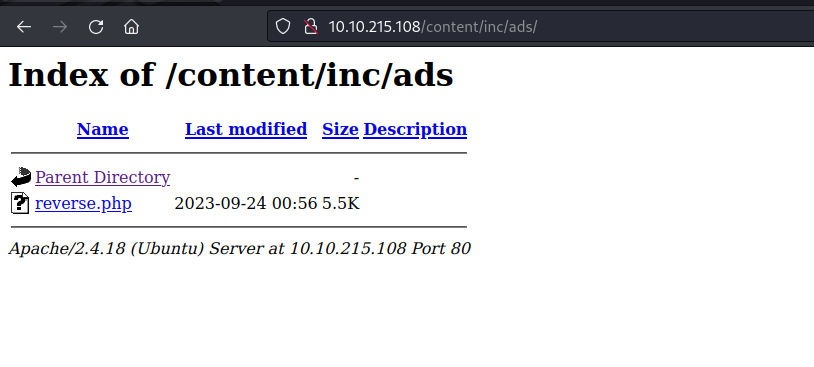 10.10.215.108/content/inc/ads/
Index of /content/inc/ads
Name Last modified Size Description
Parent Directory -
reverse.php 2023-09-24 00:56 5.5K
Apache/2.4.18 (Ubuntu) Server at 10.10.215.108 Port 80